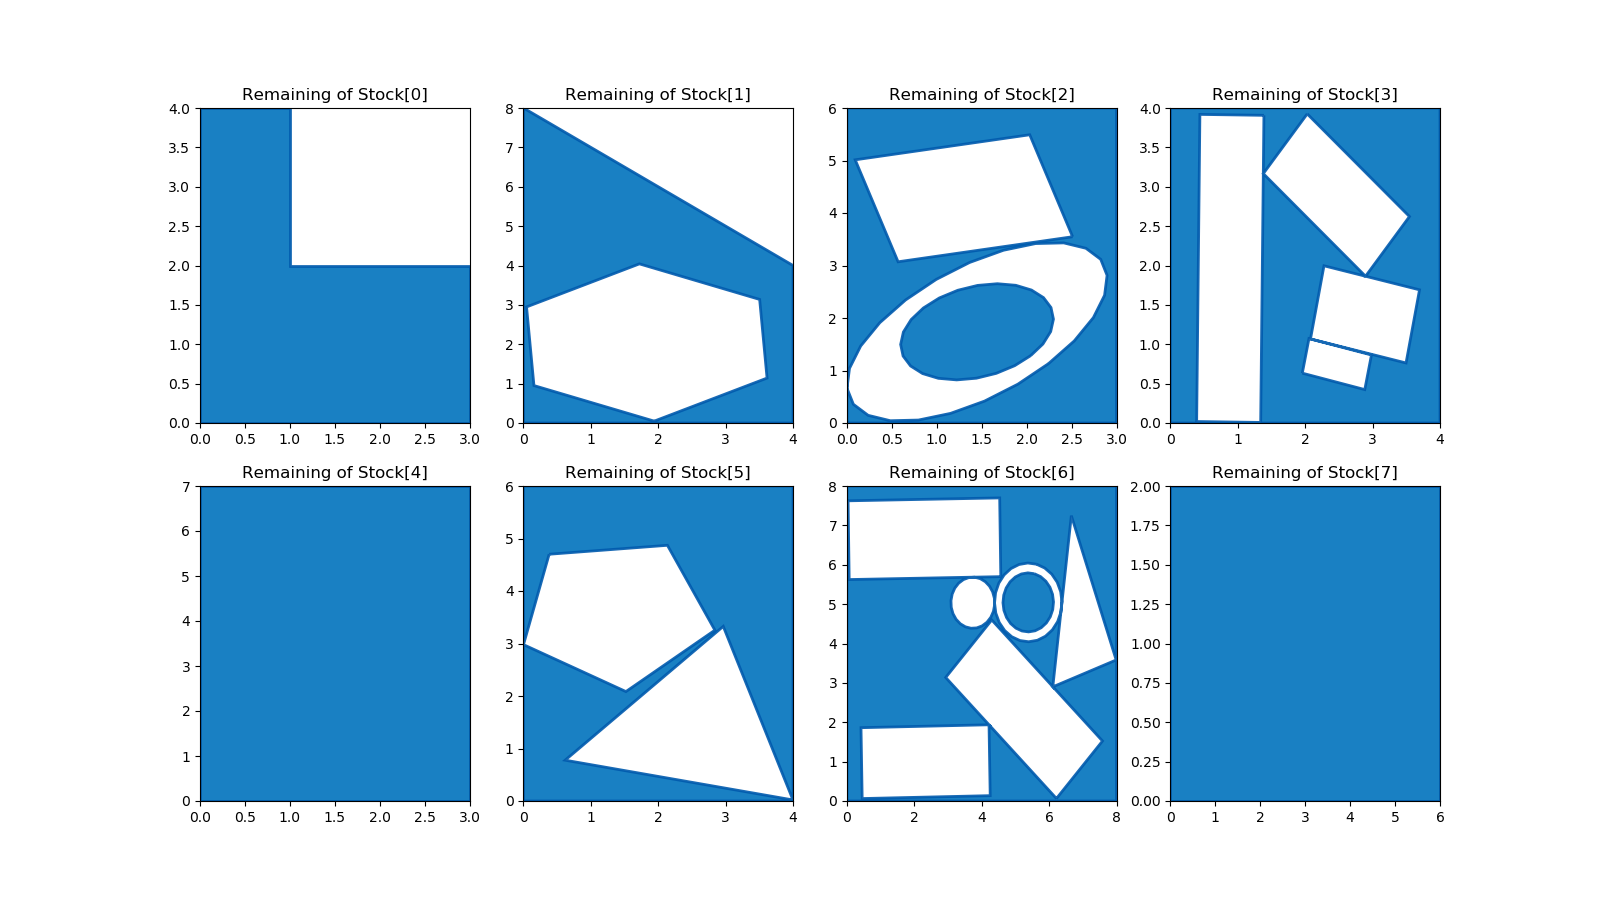 Remaining of Stock[0] Remaining of Stock[1] Remaining of Stock[2] Remaining of Stock[3]
4.0 8 6 4.0
3.5 7 3.5
5
3.0 6 3.0
2.5 5 4 2.5
2.0 4 3 2.0
1.5 3 1.5
2
1.0 2 1.0
0.5 1 1 0.5
0.0 0 0 0.0
0.0 0.5 1.0 1.5 2.0 2.5 3.0 0 1 2 3 4 0.0 0.5 1.0 1.5 2.0 2.5 3.0 0 1 2 3 4
Remaining of Stock[4] Remaining of Stock[5] Remaining of Stock[6] Remaining of Stock[7]
7 6 8 2.00
6 5 7 1.75
5 6 1.50
4 4 5 1.25
3 3 4 1.00
2 2 3 0.75
2 0.50
1 1 1 0.25
0 0 0 0.00
0.0 0.5 1.0 1.5 2.0 2.5 3.0 0 1 2 3 4 0 2 4 6 8 0 1 2 3 4 5 6